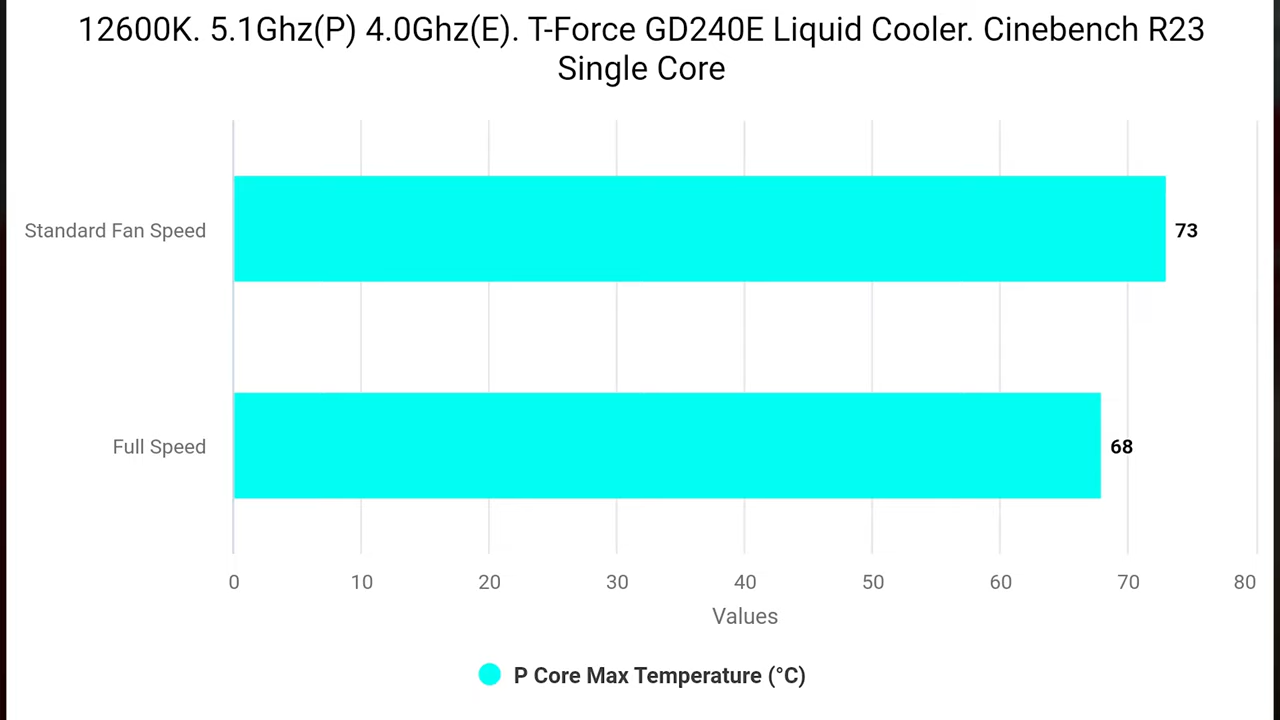 12600K. 5.1Ghz(P) 4.0Ghz(E). T-Force GD240E Liquid Cooler. Cinebench R23
Single Core
Standard Fan Speed
73
Full Speed
68
0 10 20 30 40 50 60 70 80
Values
P Core Max Temperature (°C)